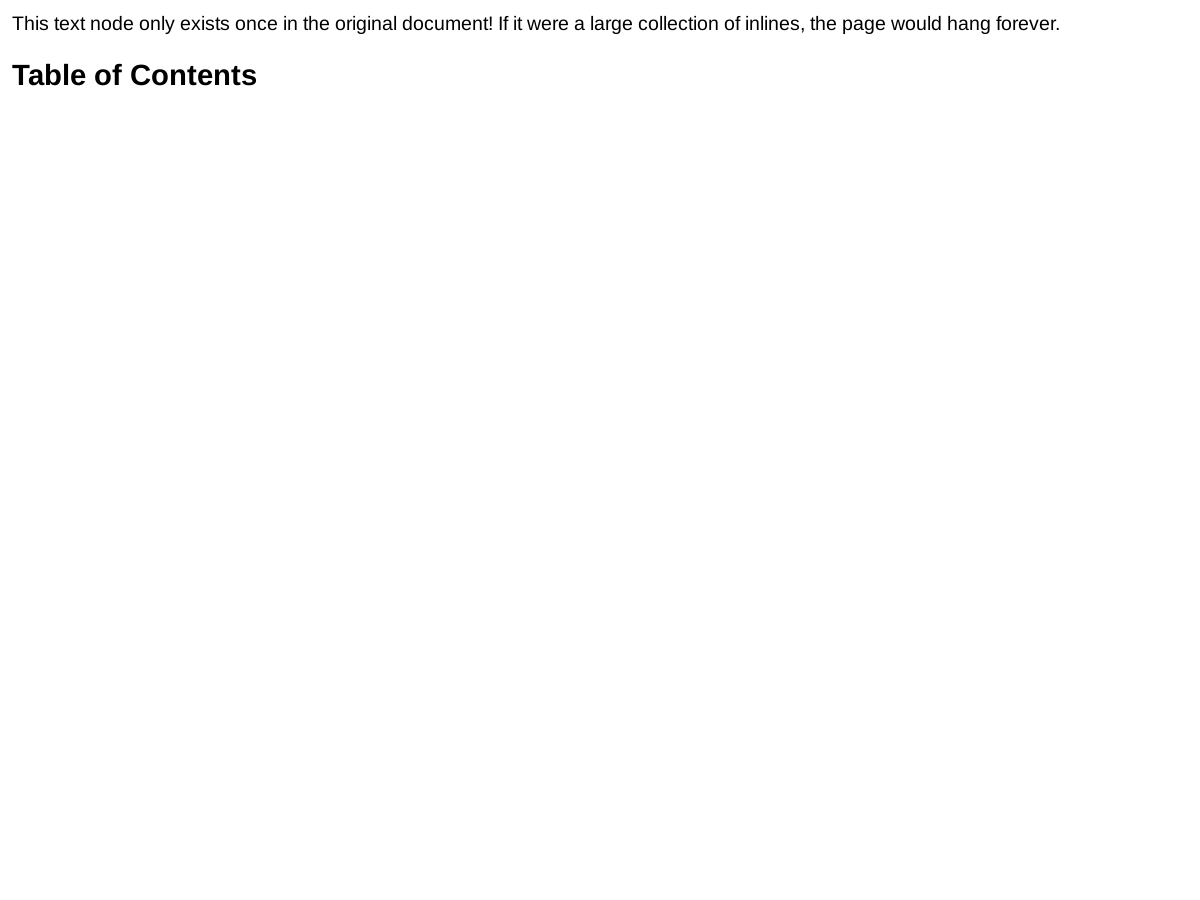 This text node only exists once in the original document! If it were a large collection of inlines, the page would hang forever.
Table of Contents